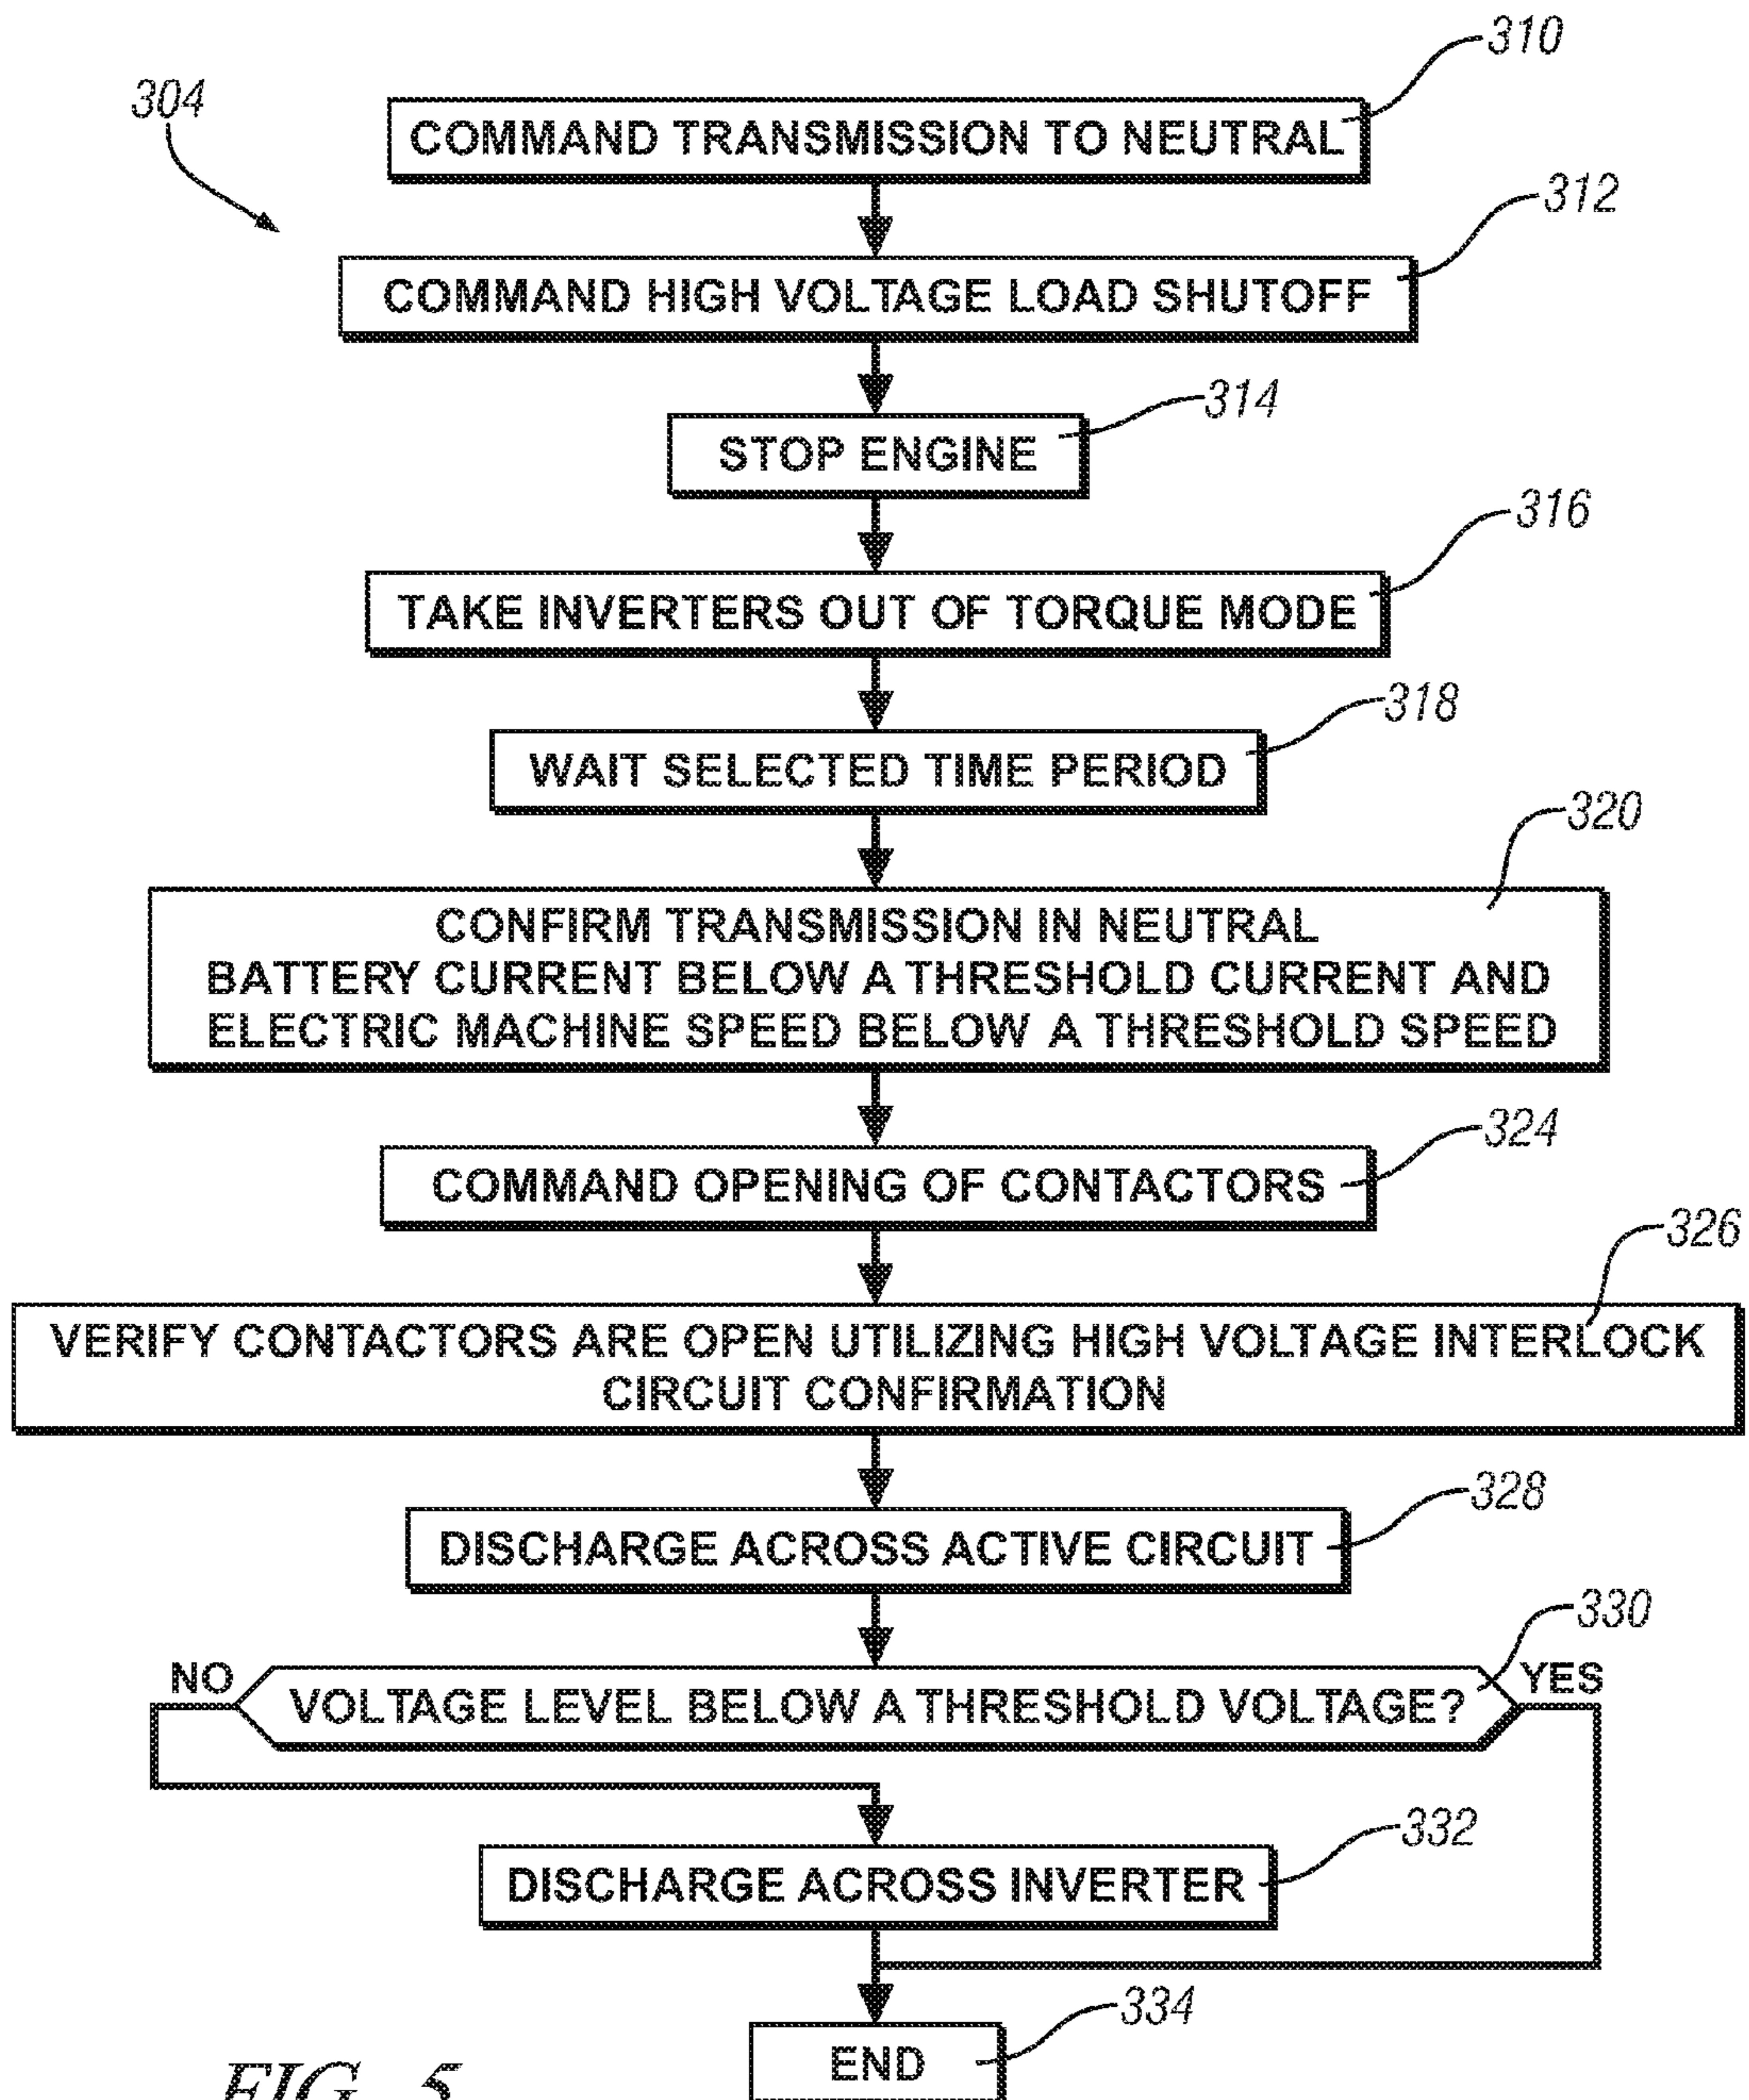 310
304
COMMAND TRANSMISSION TO NEUTRAL
312
COMMAND HIGH VOLTAGE LOAD SHUTOFF
314
STOP ENGINE
316
TAKE INVERTERS OUT OF TORQUE MODE
318
WAIT SELECTED TIME PERIOD
320
CONFIRM TRANSMISSION IN NEUTRAL
BATTERY CURRENT BELOW A THRESHOLD CURRENT AND
ELECTRIC MACHINE SPEED BELOW A THRESHOLD SPEED
324
COMMAND OPENING OF CONTACTORS
326
VERIFY CONTACTORS ARE OPEN UTILIZING HIGH VOLTAGE INTERLOCK
CIRCUIT CONFIRMATION
328
DISCHARGE ACROSS ACTIVE CIRCUIT
330
NO
YES
VOLTAGE LEVEL BELOW A THRESHOLD VOLTAGE?
332
DISCHARGE ACROSS INVERTER
334
END
FIG. 5